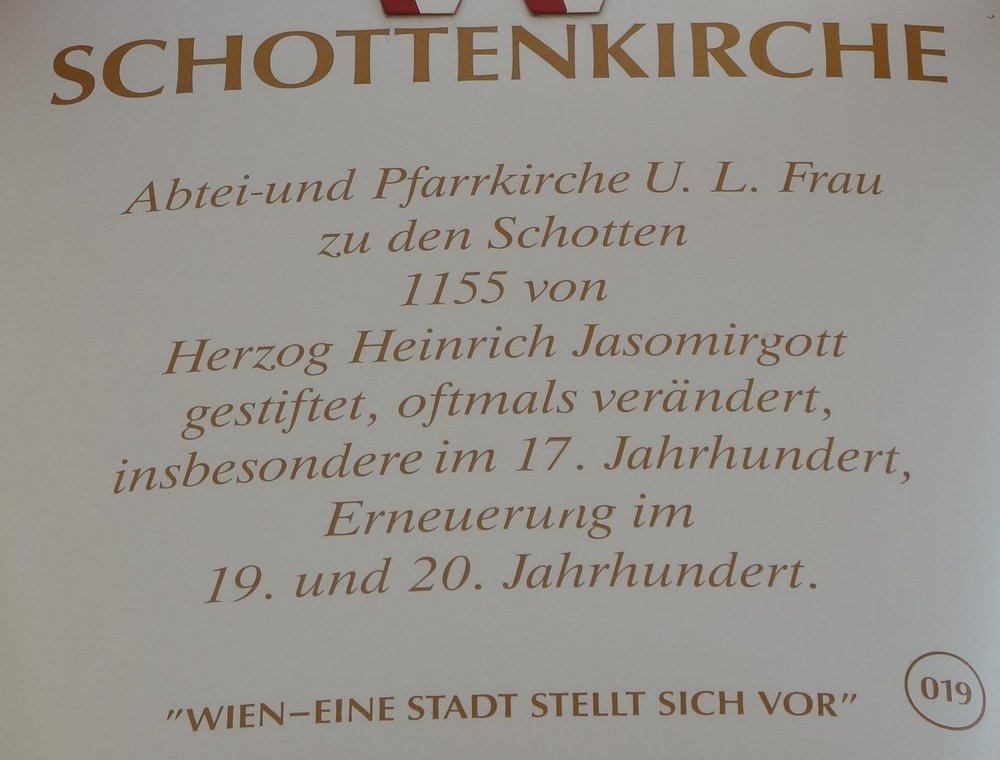 SCHOTTENKIRCHE
Abtei-und Pfarrkirche U. L. Frau
zu den Schotten
1155 von
Herzog Heinrich Jasomirgott
gestiftet, oftmals verändert,
insbesondere im 17. Jahrhundert,
Erneuerung im
19. und 20. Jahrhundert.
"WIEN–EINE STADT STELLT SICH VOR"
019